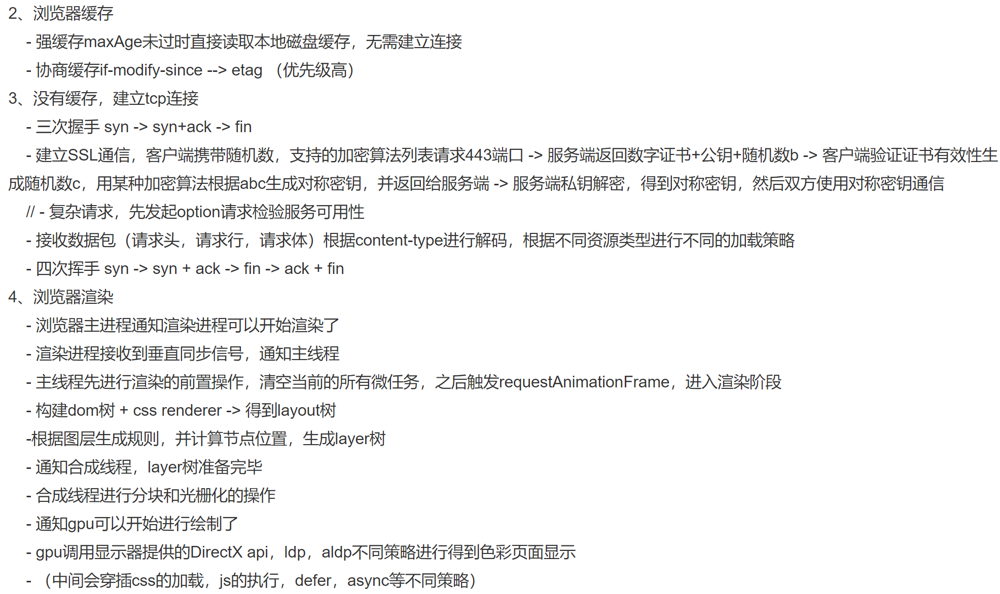 2、浏览器缓存
- 强缓存maxAge未过时直接读取本地磁盘缓存，无需建立连接
- 协商缓存if-modify-since --> etag （优先级高）
3、没有缓存，建立tcp连接
- 三次握手 syn -> syn+ack -> fin
- 建立SSL通信，客户端携带随机数，支持的加密算法列表请求443端口 -> 服务端返回数字证书+公钥+随机数b -> 客户端验证证书有效性生
成随机数c，用某种加密算法根据abc生成对称密钥，并返回给服务端 -> 服务端私钥解密，得到对称密钥，然后双方使用对称密钥通信
// - 复杂请求，先发起option请求检验服务可用性
- 接收数据包（请求头，请求行，请求体）根据content-type进行解码，根据不同资源类型进行不同的加载策略
- 四次挥手 syn -> syn + ack -> fin -> ack + fin
4、浏览器渲染
- 浏览器主进程通知渲染进程可以开始渲染了
- 渲染进程接收到垂直同步信号，通知主线程
- 主线程先进行渲染的前置操作，清空当前的所有微任务，之后触发requestAnimationFrame，进入渲染阶段
- 构建dom树 + css renderer -> 得到layout树
-根据图层生成规则，并计算节点位置，生成layer树
- 通知合成线程，layer树准备完毕
- 合成线程进行分块和光栅化的操作
- 通知gpu可以开始进行绘制了
- gpu调用显示器提供的DirectX api，ldp，aldp不同策略进行得到色彩页面显示
- （中间会穿插css的加载，js的执行，defer，async等不同策略）